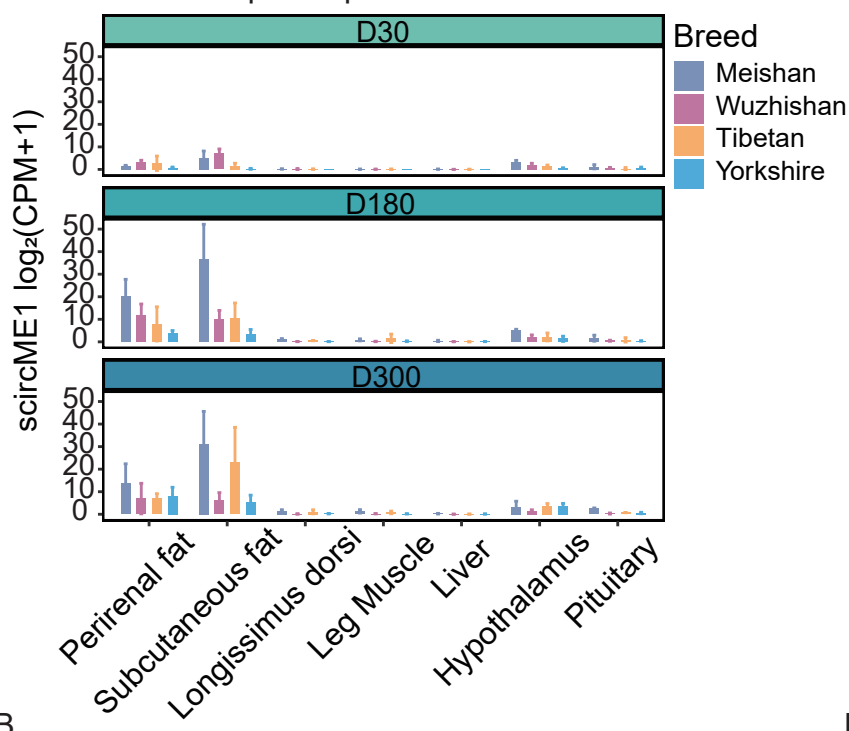 D30
Breed
Meishan
Wuzhishan
Tibetan
Yorkshire
50
40
30
20
10
0
D180
50
40
30
20
10
0
D300
50
40
30
20
10
0
scircME1 log₂(CPM+1)
Perirenal fat
Subcutaneous fat
Longissimus dorsi
Leg Muscle
Liver
Hypothalamus
Pituitary